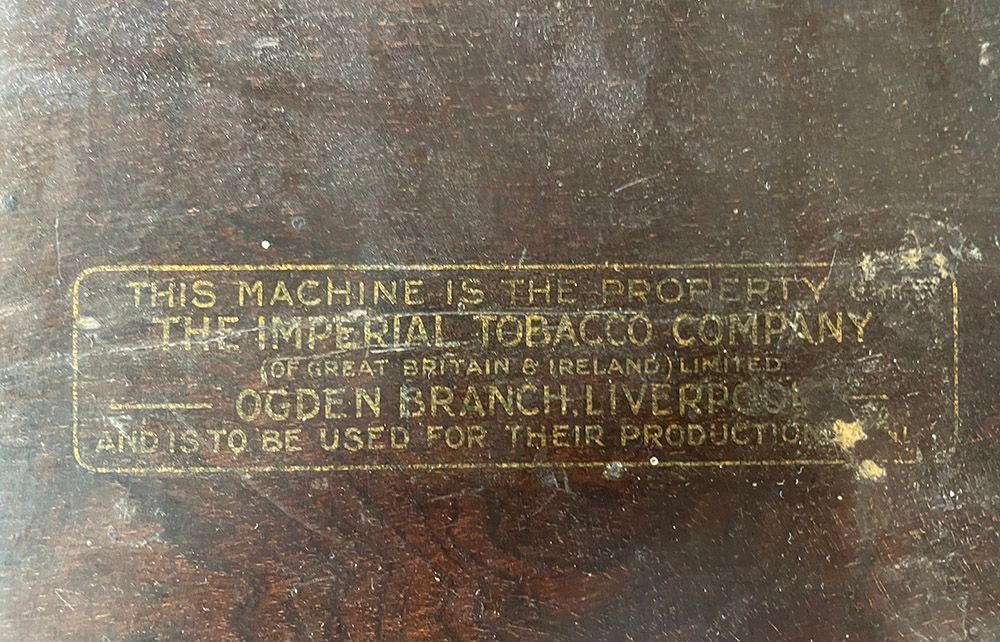 THIS MACHINE IS THE PROPERTY
THE IMPERIAL TOBACCO COMPANY
(OF GREAT BRITAIN & IRELAND) LIMITED
OGDEN BRANCH, LIVERPOOL
AND IS TO BE USED FOR THEIR PRODUCTIONS